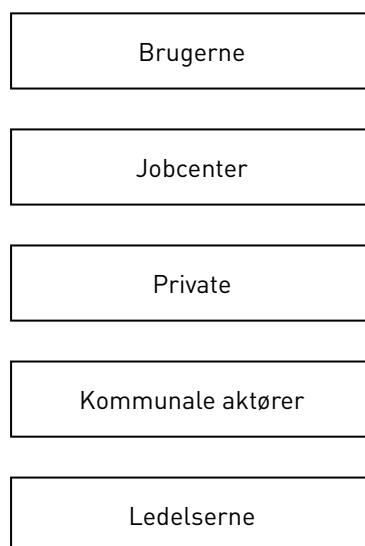 Brugerne
Jobcenter
Private
Kommunale aktører
Ledelserne